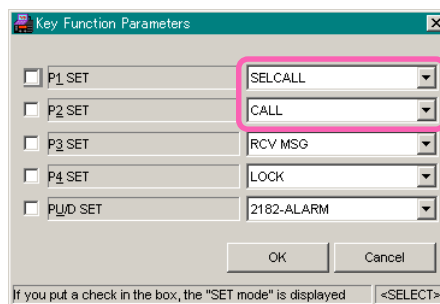 Key Function Parameters
P1 SET SELCALL
P2 SET CALL
P3 SET RCV MSG
P4 SET LOCK
PU/D SET 2182-ALARM
OK Cancel
If you put a check in the box, the "SET mode" is displayed <SELECT>